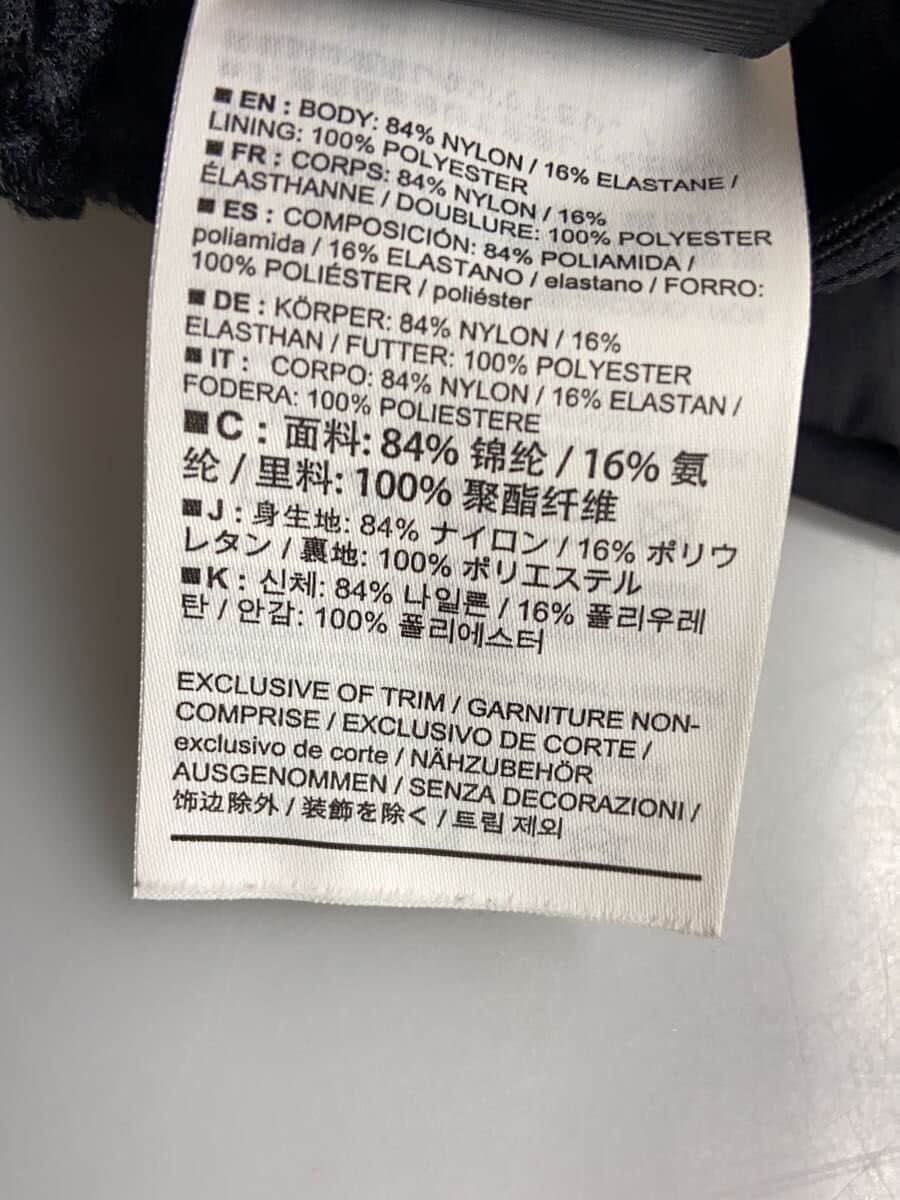 ■ EN : BODY: 84% NYLON / 16% ELASTANE /
LINING: 100% POLYESTER
■ FR : CORPS: 84% NYLON / 16%
ÉLASTHANNE / DOUBLURE: 100% POLYESTER
■ ES : COMPOSICIÓN: 84% POLIAMIDA /
poliamida / 16% ELASTANO / elastano / FORRO:
100% POLIÉSTER / poliéster
■ DE : KÖRPER: 84% NYLON / 16%
ELASTHAN / FUTTER: 100% POLYESTER
■ IT : CORPO: 84% NYLON / 16% ELASTAN /
FODERA: 100% POLIESTERE
■ C : 面料: 84% 锦纶 / 16% 氨
纶 / 里料: 100% 聚酯纤维
■ J : 身生地: 84% ナイロン / 16% ポリウ
レタン / 裏地: 100% ポリエステル
■ K : 신체: 84% 나일론 / 16% 폴리우레
탄 / 안감: 100% 폴리에스터
EXCLUSIVE OF TRIM / GARNITURE NON-
COMPRISE / EXCLUSIVO DE CORTE /
exclusivo de corte / NÄHZUBEHÖR
AUSGENOMMEN / SENZA DECORAZIONI /
饰边除外 / 装飾を除く / 트림 제외